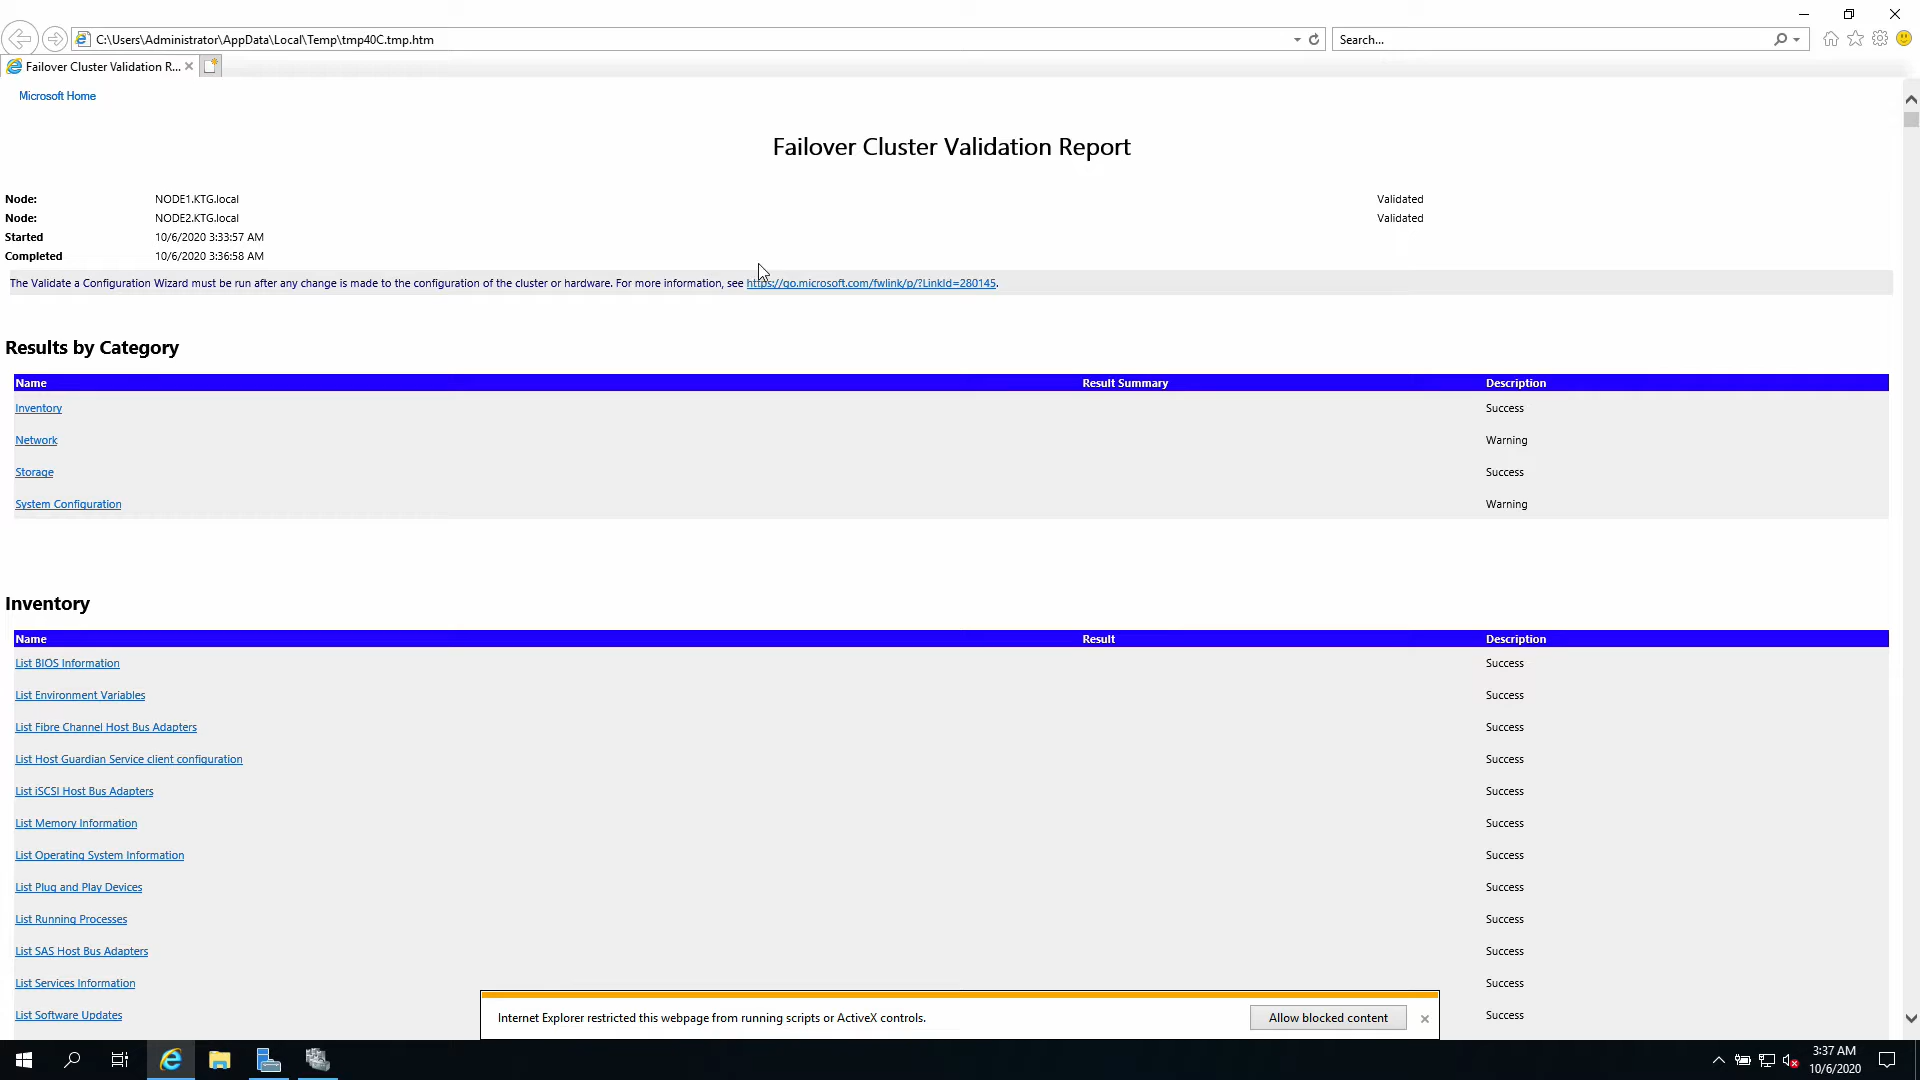 C:\Users\Administrator\AppData\Local\Temp\tmp40C.tmp.htm
Search...
Failover Cluster Validation R...
Microsoft Home
Failover Cluster Validation Report
Node: NODE1.KTG.local Validated
Node: NODE2.KTG.local Validated
Started 10/6/2020 3:33:57 AM
Completed 10/6/2020 3:36:58 AM
The Validate a Configuration Wizard must be run after any change is made to the configuration of the cluster or hardware. For more information, see https://go.microsoft.com/fwlink/p/?LinkId=280145.
Results by Category
Name Result Summary Description
Inventory Success
Network Warning
Storage Success
System Configuration Warning
Inventory
Name Result Description
List BIOS Information Success
List Environment Variables Success
List Fibre Channel Host Bus Adapters Success
List Host Guardian Service client configuration Success
List iSCSI Host Bus Adapters Success
List Memory Information Success
List Operating System Information Success
List Plug and Play Devices Success
List Running Processes Success
List SAS Host Bus Adapters Success
List Services Information Success
List Software Updates Success
Internet Explorer restricted this webpage from running scripts or ActiveX controls.
Allow blocked content
3:37 AM
10/6/2020